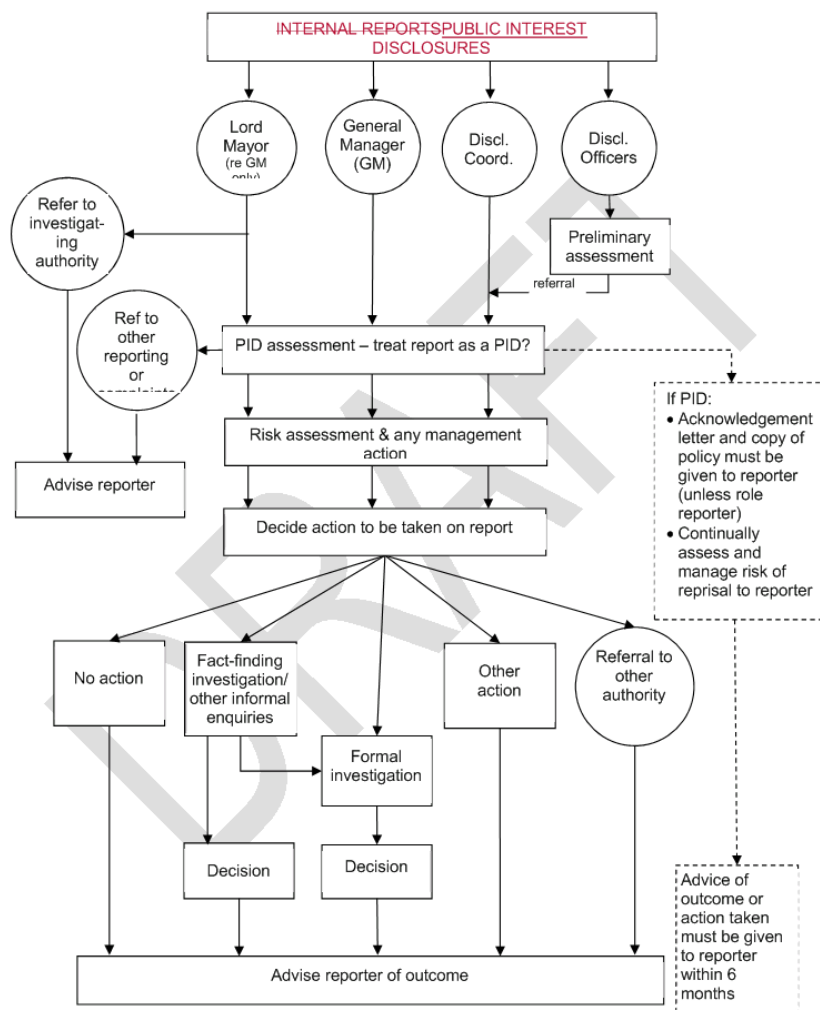 INTERNAL REPORTSPUBLIC INTEREST
DISCLOSURES
Lord
Mayor
(re GM
only)
General
Manager
(GM)
Discl.
Coord.
Discl.
Officers
Refer to
investigat-
ing
authority
Preliminary
assessment
referral
Ref to
other
reporting
or
PID assessment – treat report as a PID?
If PID:
• Acknowledgement
letter and copy of
policy must be
given to reporter
(unless role
reporter)
• Continually
assess and
manage risk of
reprisal to reporter
Risk assessment & any management
action
Advise reporter
Decide action to be taken on report
No action
Fact-finding
investigation/
other informal
enquiries
Other
action
Referral to
other
authority
Formal
investigation
Decision
Decision
Advice of
outcome or
action taken
must be given
to reporter
within 6
months
Advise reporter of outcome
DRAFT